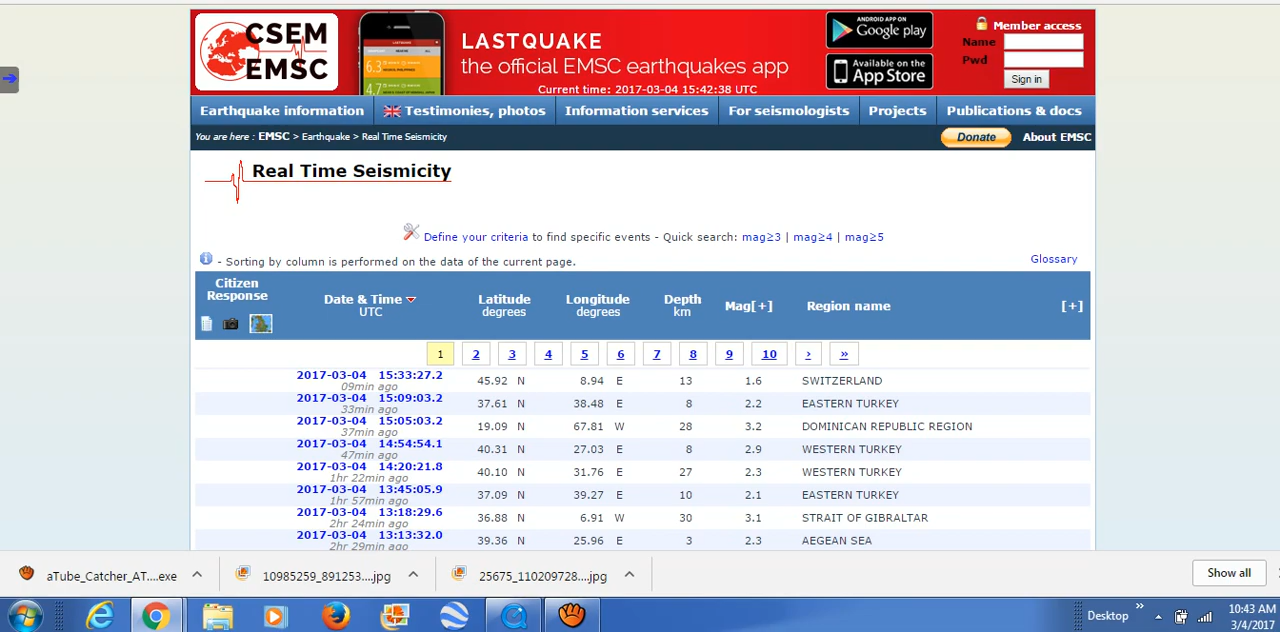 CSEM
EMSC
LASTQUAKE
the official EMSC earthquakes app
Current time: 2017-03-04 15:42:38 UTC
ANDROID APP ON
Google play
Available on the
App Store
Member access
Name
Pwd
Sign in
Earthquake information
Testimonies, photos
Information services
For seismologists
Projects
Publications & docs
You are here : EMSC > Earthquake > Real Time Seismicity
Donate
About EMSC
Real Time Seismicity
Define your criteria to find specific events - Quick search: mag≥3 | mag≥4 | mag≥5
- Sorting by column is performed on the data of the current page.
Glossary
Citizen
Response
Date & Time
UTC
Latitude
degrees
Longitude
degrees
Depth
km
Mag[+]
Region name
[+]
1 2 3 4 5 6 7 8 9 10 › »
2017-03-04 15:33:27.2
09min ago
45.92 N 8.94 E 13 1.6 SWITZERLAND
2017-03-04 15:09:03.2
33min ago
37.61 N 38.48 E 8 2.2 EASTERN TURKEY
2017-03-04 15:05:03.2
37min ago
19.09 N 67.81 W 28 3.2 DOMINICAN REPUBLIC REGION
2017-03-04 14:54:54.1
47min ago
40.31 N 27.03 E 8 2.9 WESTERN TURKEY
2017-03-04 14:20:21.8
1hr 22min ago
40.10 N 31.76 E 27 2.3 WESTERN TURKEY
2017-03-04 13:45:05.9
1hr 57min ago
37.09 N 39.27 E 10 2.1 EASTERN TURKEY
2017-03-04 13:18:29.6
2hr 24min ago
36.88 N 6.91 W 30 3.1 STRAIT OF GIBRALTAR
2017-03-04 13:13:32.0
2hr 29min ago
39.36 N 25.96 E 3 2.3 AEGEAN SEA
aTube_Catcher_AT....exe
10985259_891253....jpg
25675_110209728....jpg
Show all
Desktop
10:43 AM
3/4/2017